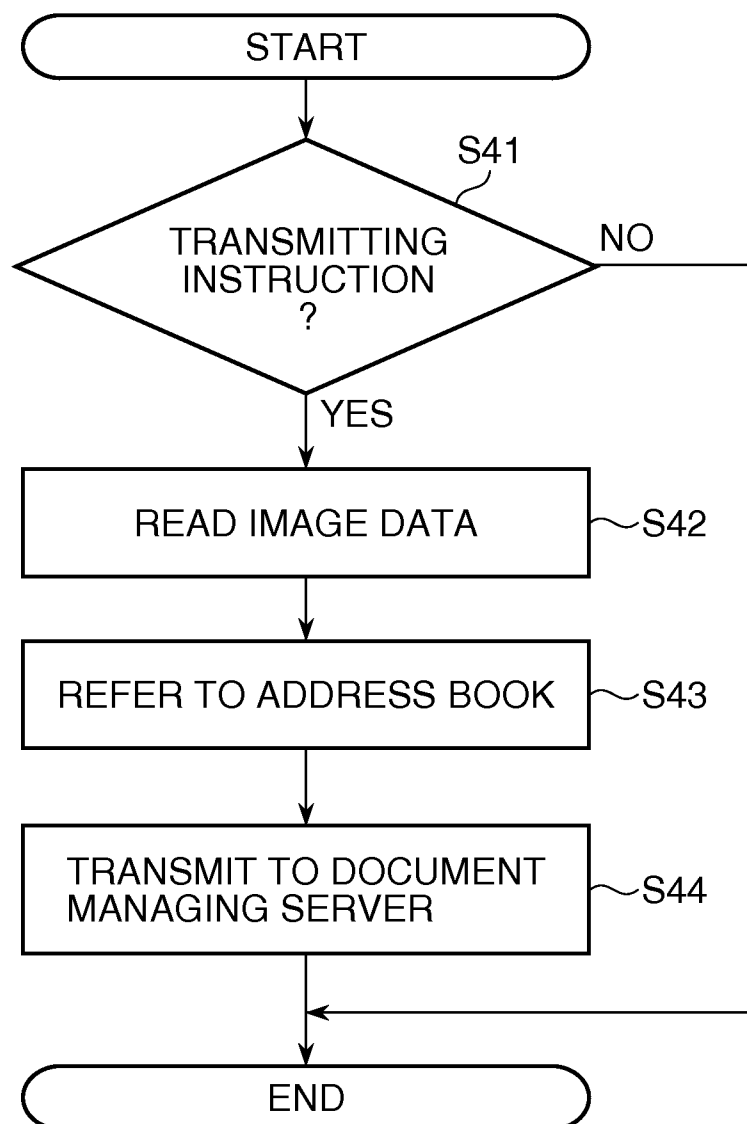 START
S41
TRANSMITTING
INSTRUCTION
?
NO
YES
READ IMAGE DATA
S42
REFER TO ADDRESS BOOK
S43
TRANSMIT TO DOCUMENT
MANAGING SERVER
S44
END